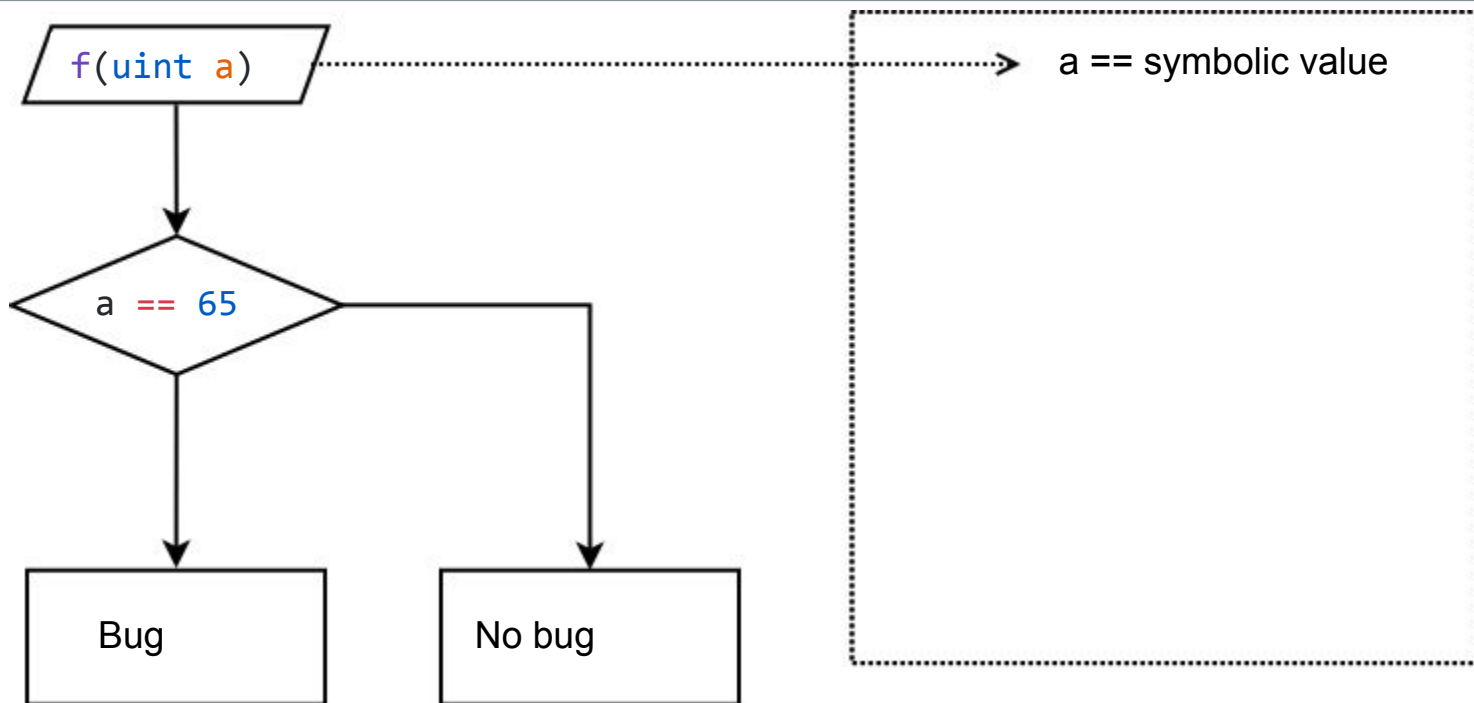 f(uint a)
a == symbolic value
a == 65
Bug
No bug